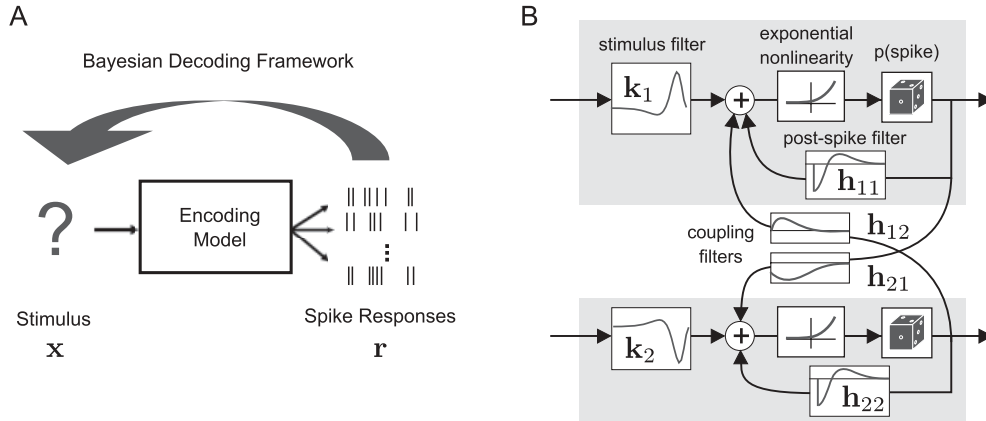 A
Bayesian Decoding Framework
?
Encoding
Model
Stimulus
x
Spike Responses
r
B
stimulus filter
exponential
nonlinearity
p(spike)
k1
+
post-spike filter
h11
coupling
filters
h12
h21
k2
+
h22